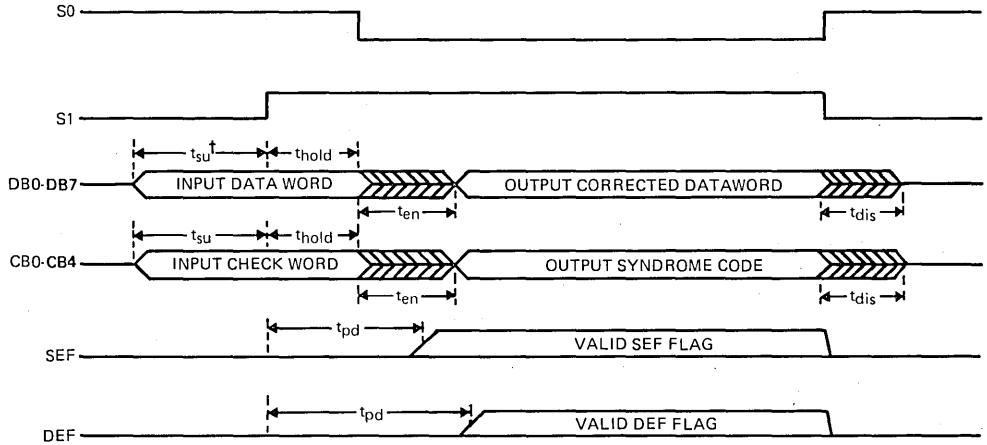 S0
S1
tsu† thold
DB0-DB7 INPUT DATA WORD OUTPUT CORRECTED DATAWORD
ten tdis
tsu thold
CB0-CB4 INPUT CHECK WORD OUTPUT SYNDROME CODE
ten tdis
tpd
SEF VALID SEF FLAG
tpd
DEF VALID DEF FLAG